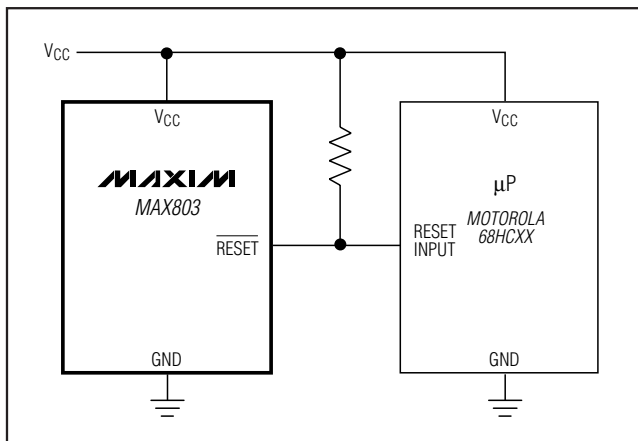 VCC
VCC
MAXIM
MAX803
RESET
GND
VCC
μP
MOTOROLA
68HCXX
RESET
INPUT
GND